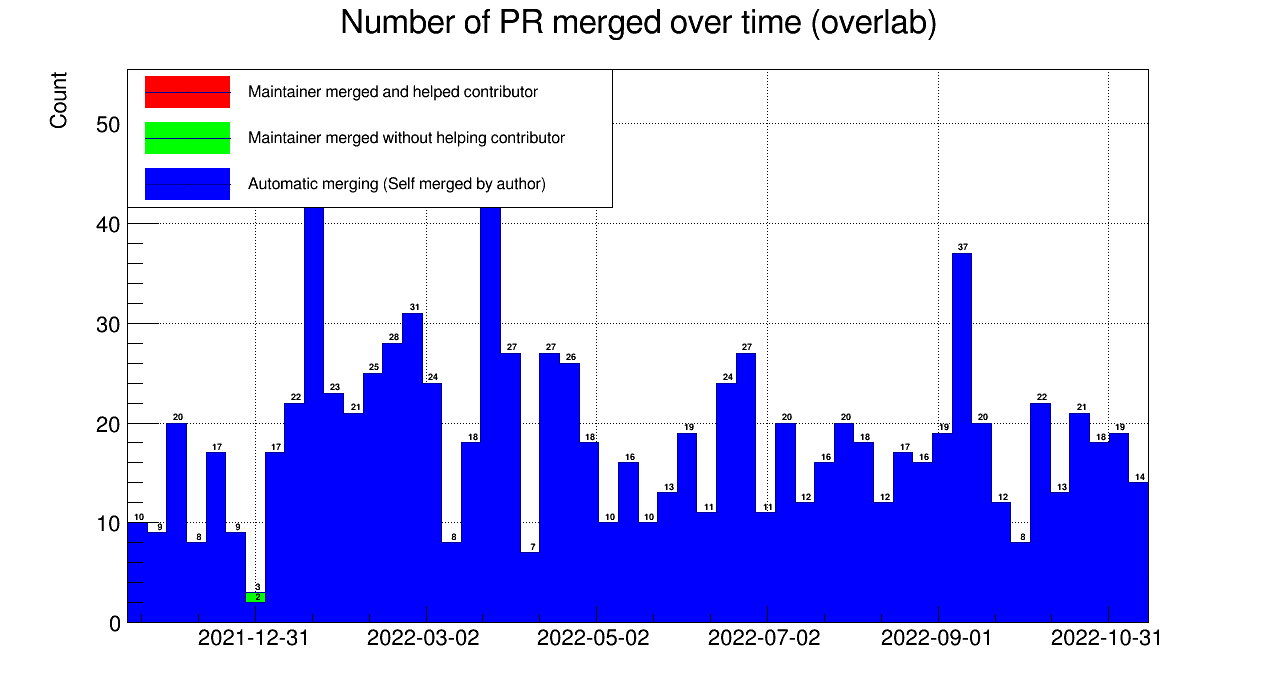 Number of PR merged over time (overlab)
Count
Maintainer merged and helped contributor
Maintainer merged without helping contributor
Automatic merging (Self merged by author)
50
40
30
20
10
0
10 9 20 8 17 9 3 2 17 22 23 21 25 28 31 24 8 18 27 7 27 26 18 10 16 10 13 19 11 24 27 11 20 12 16 20 18 12 17 16 19 37 20 12 8 22 13 21 18 19 14
2021-12-31 2022-03-02 2022-05-02 2022-07-02 2022-09-01 2022-10-31